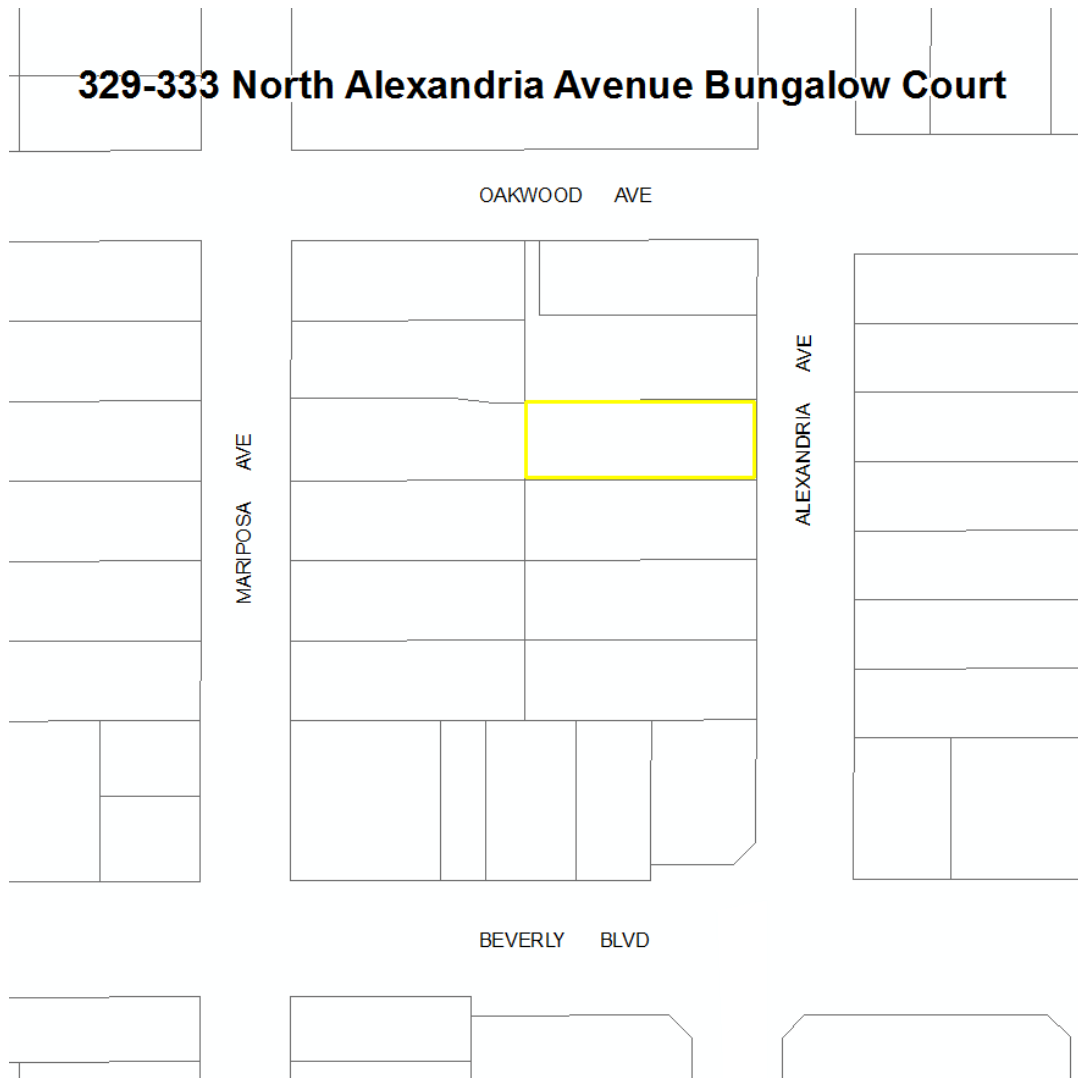 329-333 North Alexandria Avenue Bungalow Court
OAKWOOD AVE
ALEXANDRIA AVE
MARIPOSA AVE
BEVERLY BLVD